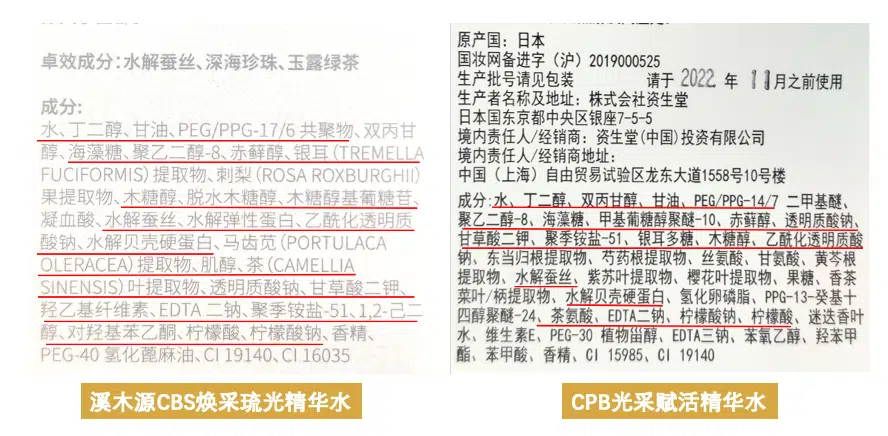 卓效成分：水解蚕丝、深海珍珠、玉露绿茶
成分：
水、丁二醇、甘油、PEG/PPG-17/6 共聚物、双丙甘
醇、海藻糖、聚乙二醇-8、赤藓醇、银耳（TREMELLA
FUCIFORMIS）提取物、刺梨（ROSA ROXBURGHII）
果提取物、木糖醇、脱水木糖醇、木糖醇基葡糖苷、
凝血酸、水解蚕丝、水解弹性蛋白、乙酰化透明质
酸钠、水解贝壳硬蛋白、马齿苋（PORTULACA
OLERACEA）提取物、肌醇、茶（CAMELLIA
SINENSIS）叶提取物、透明质酸钠、甘草酸二钾、
羟乙基纤维素、EDTA 二钠、聚季铵盐-51、1,2-己二
醇、对羟基苯乙酮、柠檬酸、柠檬酸钠、香精、
PEG-40 氢化蓖麻油、CI 19140、CI 16035
溪木源CBS焕采琉光精华水
原产国：日本
国妆网备进字（沪）2019000525
生产批号请见包装 请于 2022 年 11月之前使用
生产者名称及地址：株式会社资生堂
日本国东京都中央区银座7-5-5
境内责任人/经销商：资生堂(中国)投资有限公司
境内责任人/经销商地址：
中国（上海）自由贸易试验区龙东大道1558号10号楼
成分：水、丁二醇、双丙甘醇、甘油、PEG/PPG-14/7 二甲基醚、
聚乙二醇-8、海藻糖、甲基葡糖醇聚醚-10、赤藓醇、透明质酸钠、
甘草酸二钾、聚季铵盐-51、银耳多糖、木糖醇、乙酰化透明质酸
钠、东当归根提取物、芍药根提取物、丝氨酸、甘氨酸、黄芩根
提取物、水解蚕丝、紫苏叶提取物、樱花叶提取物、果糖、香茶
菜叶/柄提取物、水解贝壳硬蛋白、氢化卵磷脂、PPG-13-癸基十
四醇聚醚-24、茶氨酸、EDTA二钠、柠檬酸钠、柠檬酸、迷迭香叶
水、维生素E、PEG-30 植物甾醇、EDTA三钠、苯氧乙醇、羟苯甲
酯、苯甲酸、香精、CI 15985、CI 19140
CPB光采赋活精华水